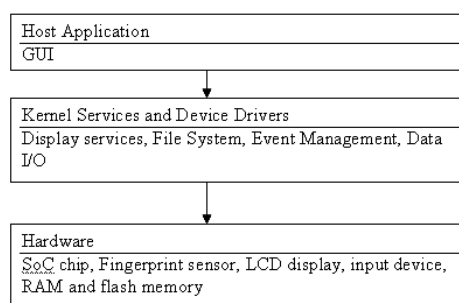 Host Application
GUI
Kernel Services and Device Drivers
Display services, File System, Event Management, Data
I/O
Hardware
SoC chip, Fingerprint sensor, LCD display, input device,
RAM and flash memory